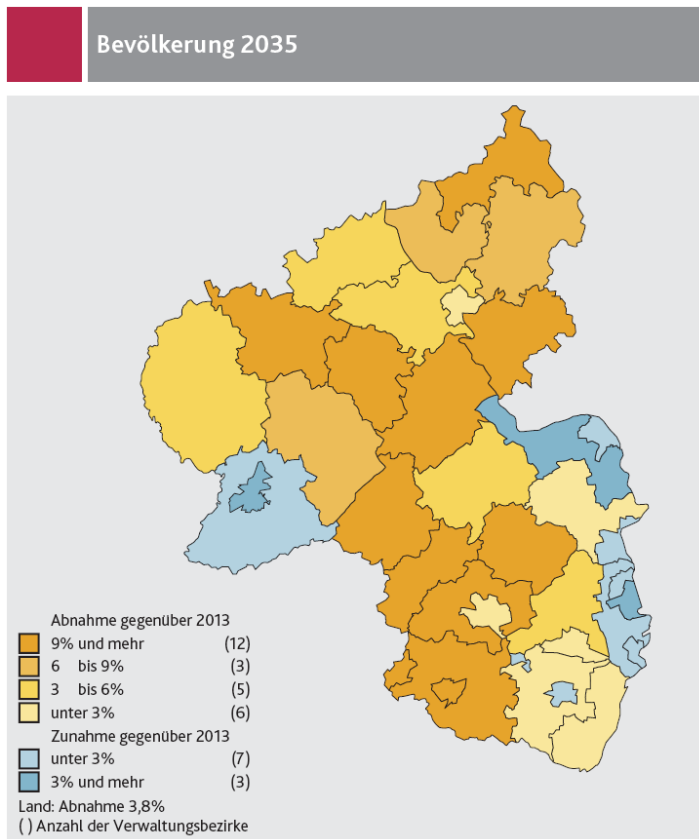 Bevölkerung 2035
Abnahme gegenüber 2013
9% und mehr (12)
6 bis 9% (3)
3 bis 6% (5)
unter 3% (6)
Zunahme gegenüber 2013
unter 3% (7)
3% und mehr (3)
Land: Abnahme 3,8%
( ) Anzahl der Verwaltungsbezirke